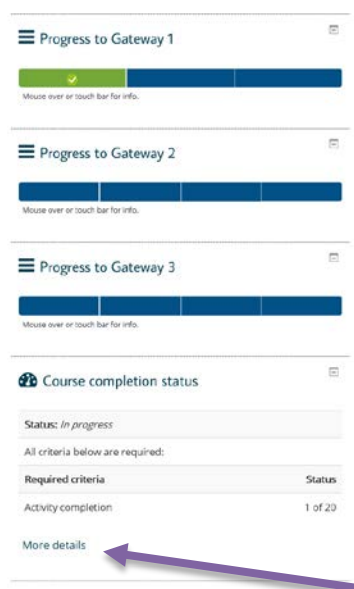 Progress to Gateway 1
Mouse over or touch bar for info.
Progress to Gateway 2
Mouse over or touch bar for info.
Progress to Gateway 3
Mouse over or touch bar for info.
Course completion status
Status: In progress
All criteria below are required:
Required criteria Status
Activity completion 1 of 20
More details